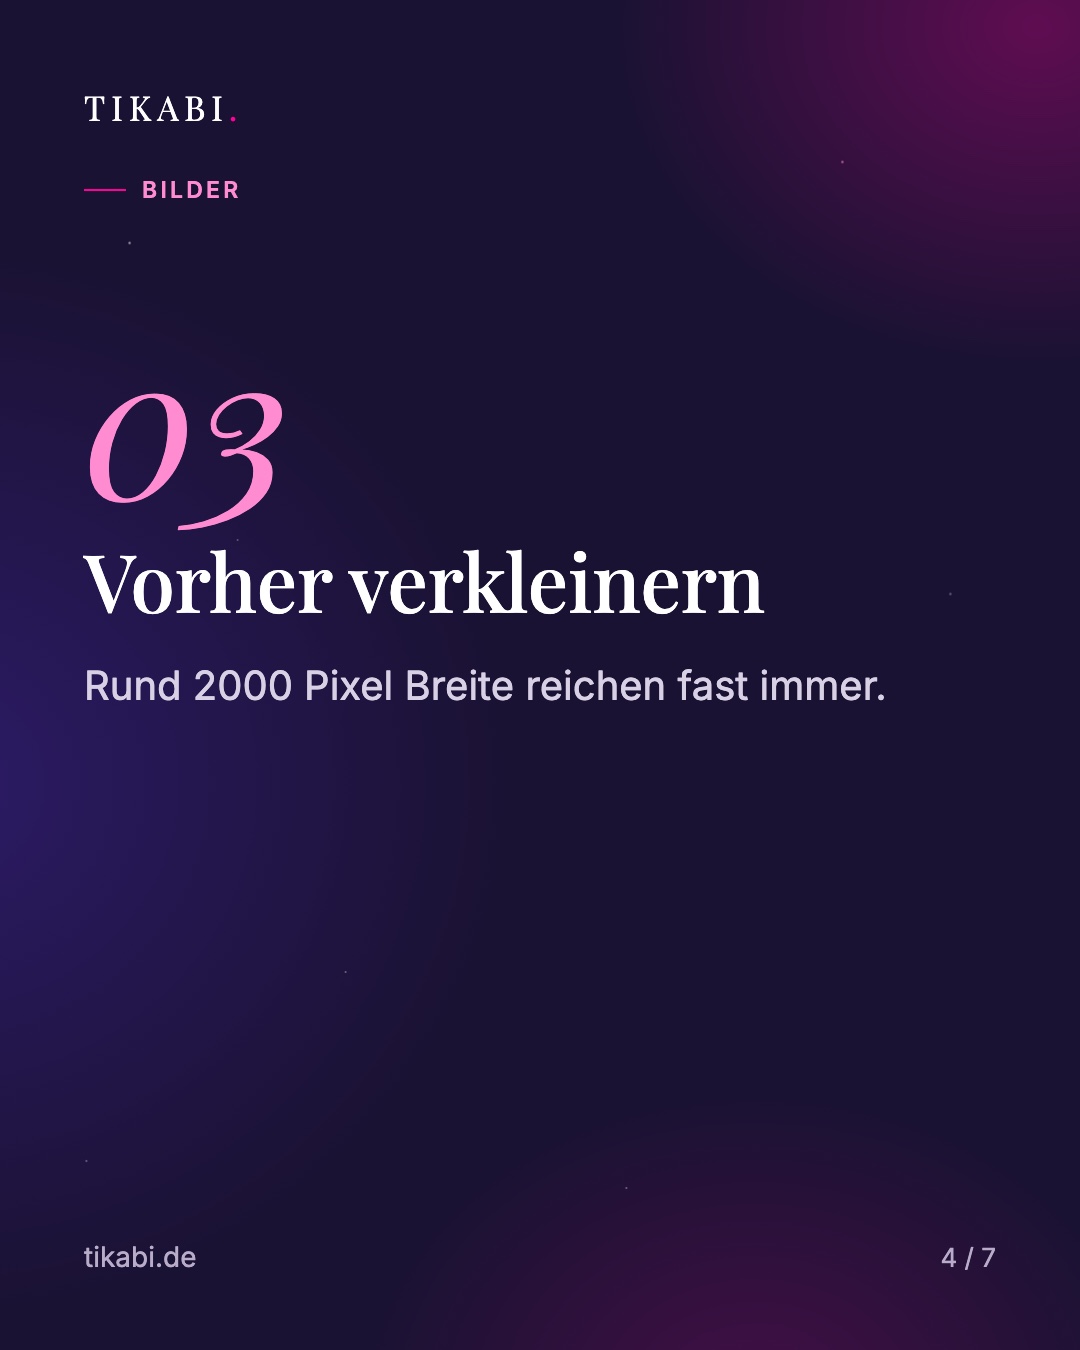 TIKABI.
BILDER
03
Vorher verkleinern
Rund 2000 Pixel Breite reichen fast immer.
tikabi.de
4 / 7